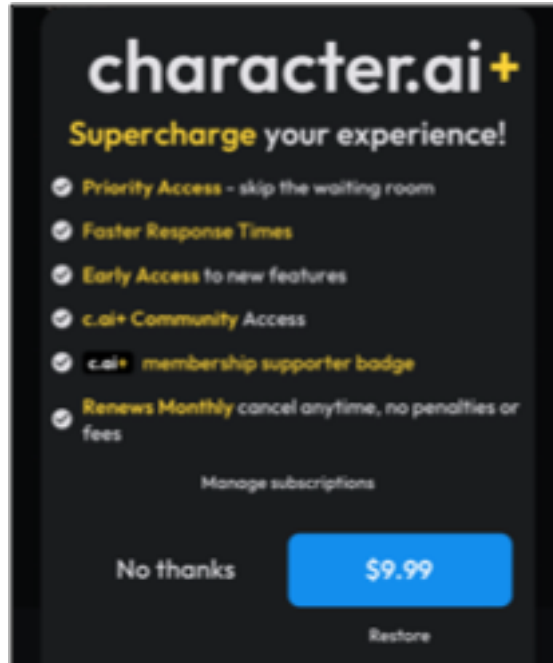 character.ai+
Supercharge your experience!
Priority Access - skip the waiting room
Faster Response Times
Early Access to new features
c.ai+ Community Access
c.ai+ membership supporter badge
Renews Monthly cancel anytime, no penalties or
fees
Manage subscriptions
No thanks
$9.99
Restore